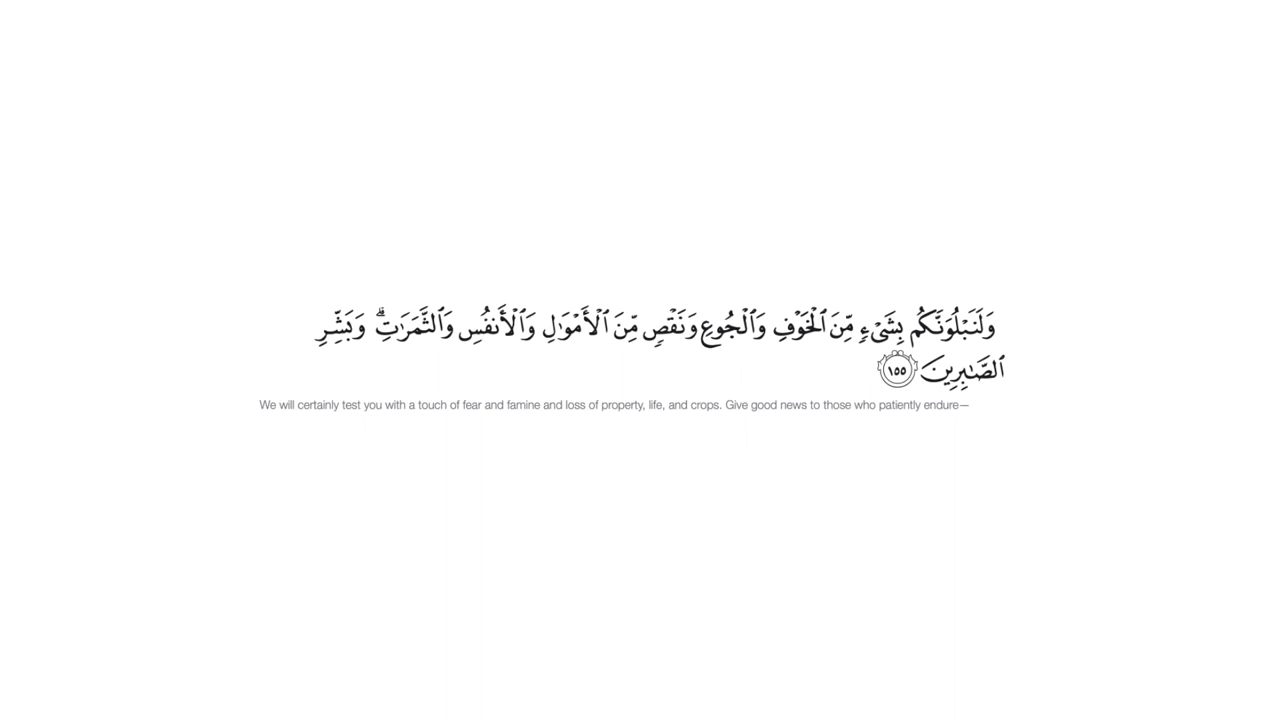 وَلَنَبْلُوَنَّكُم بِشَىْءٍ مِّنَ ٱلْخَوْفِ وَٱلْجُوعِ وَنَقْصٍ مِّنَ ٱلْأَمْوَٰلِ وَٱلْأَنفُسِ وَٱلثَّمَرَٰتِ ۗ وَبَشِّرِ
ٱلصَّـٰبِرِينَ ١٥٥
We will certainly test you with a touch of fear and famine and loss of property, life, and crops. Give good news to those who patiently endure—